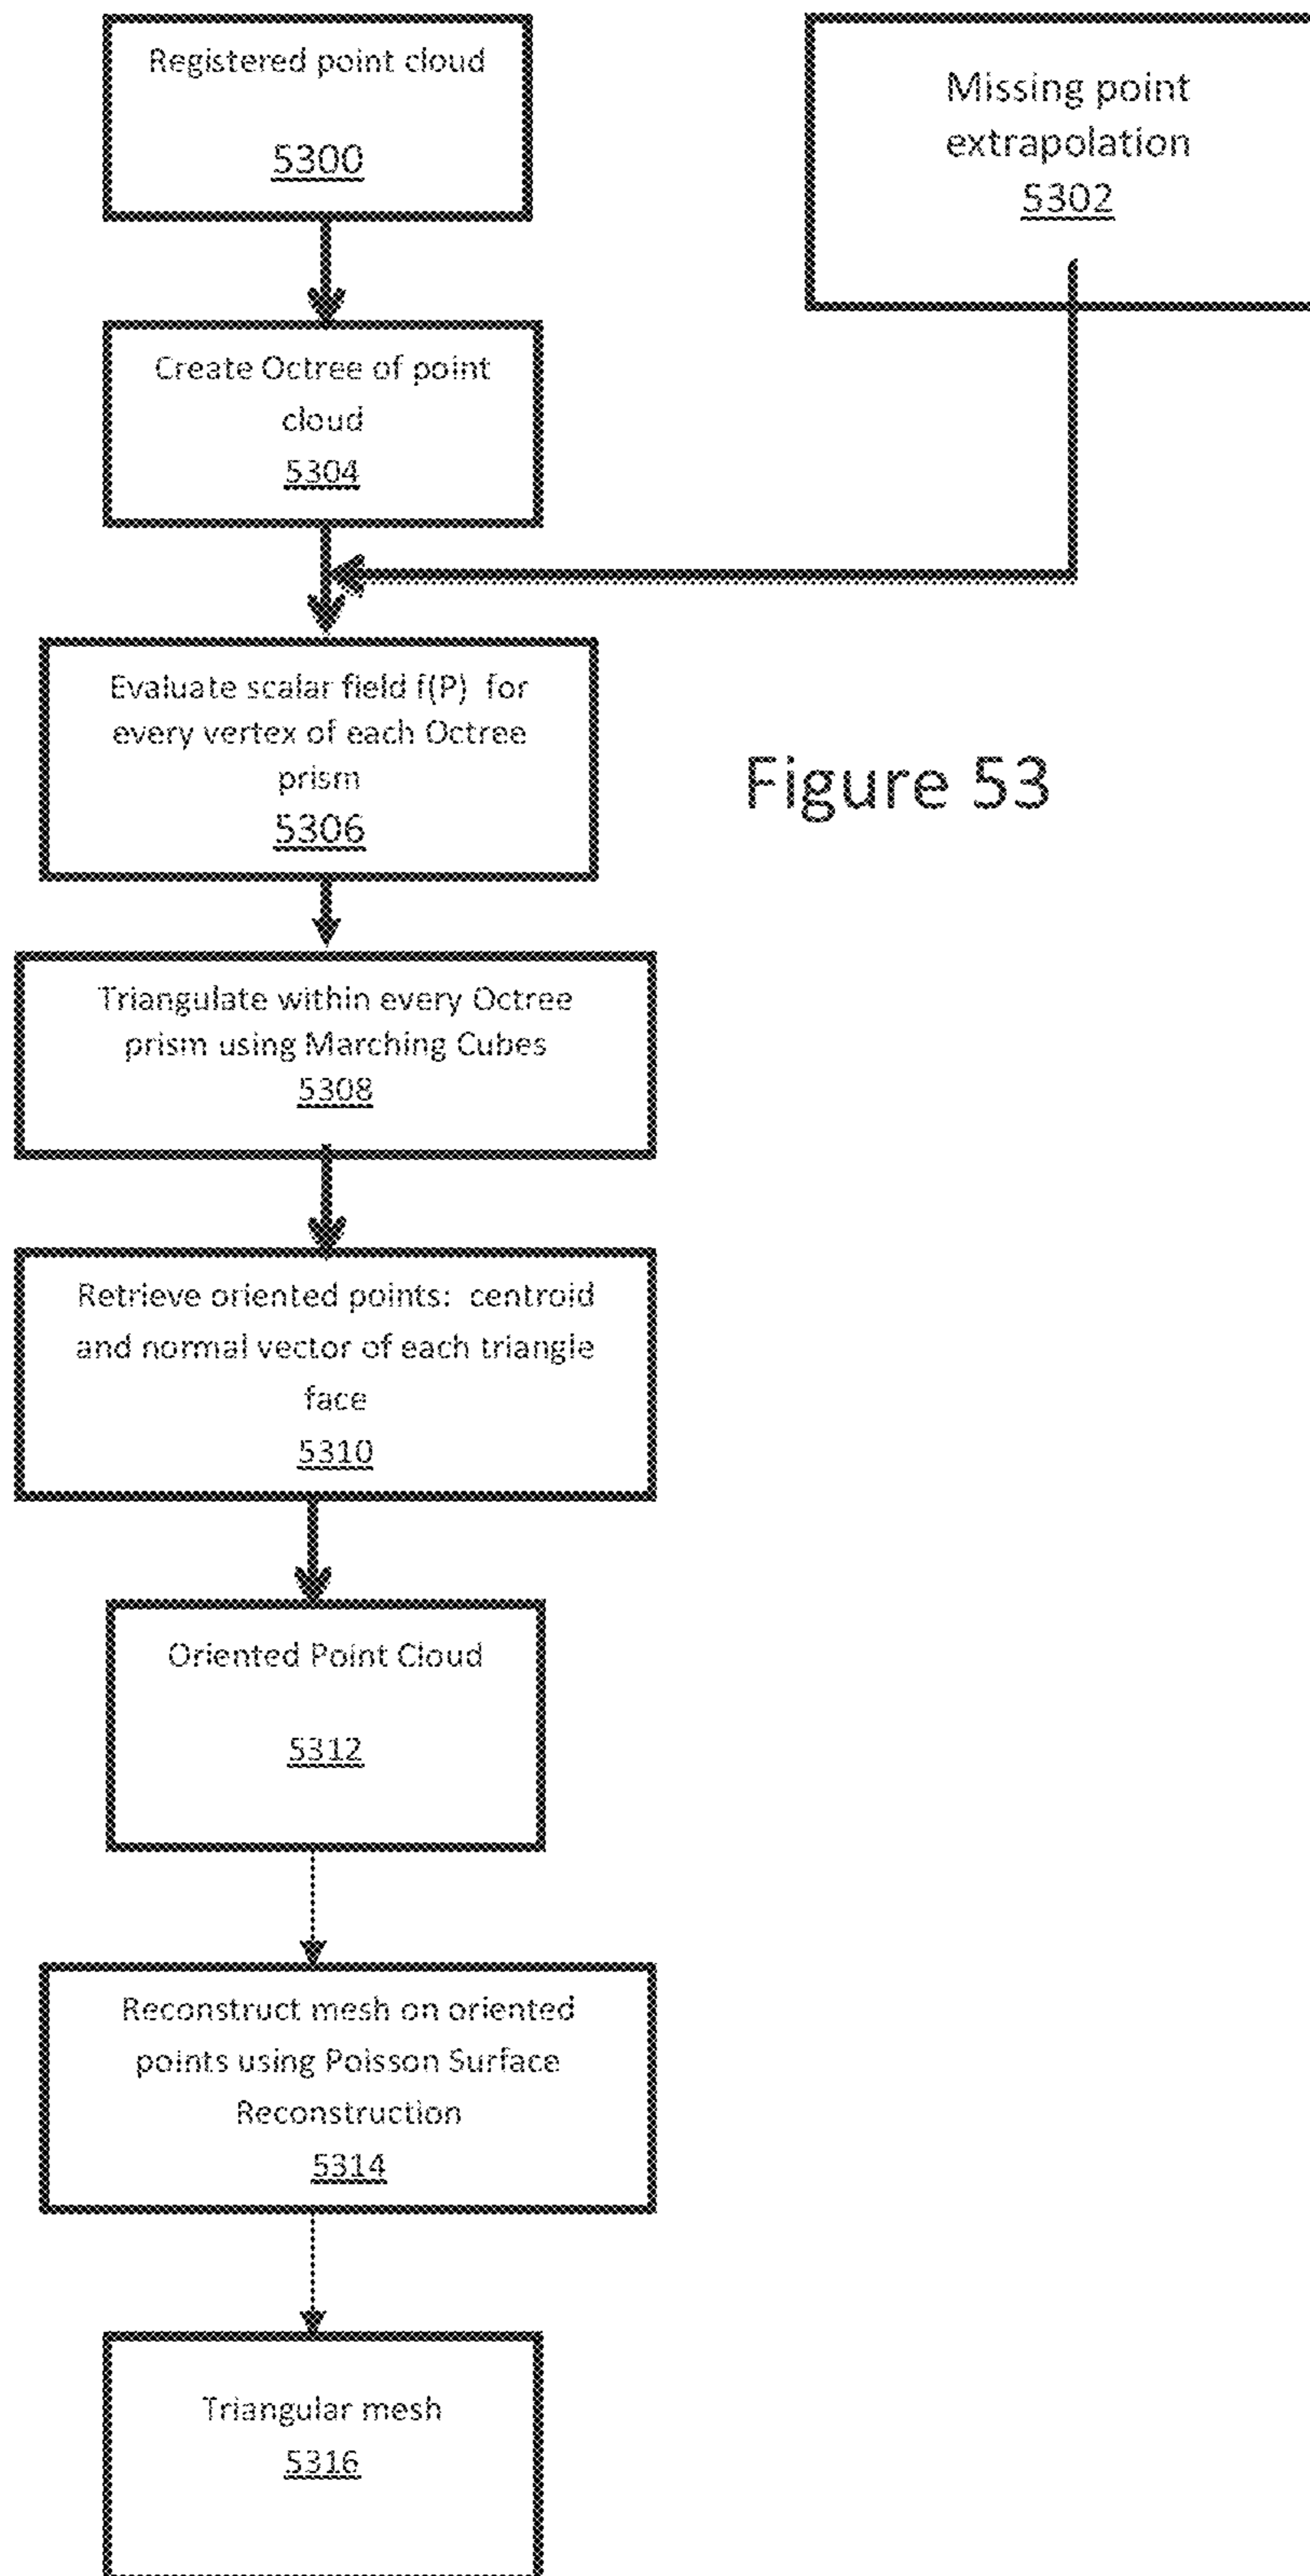 Registered point cloud
5300
Missing point
extrapolation
5302
Create Octree of point
cloud
5304
Evaluate scalar field f(P) for
every vertex of each Octree
prism
5306
Figure 53
Triangulate within every Octree
prism using Marching Cubes
5308
Retrieve oriented points: centroid
and normal vector of each triangle
face
5310
Oriented Point Cloud
5312
Reconstruct mesh on oriented
points using Poisson Surface
Reconstruction
5314
Triangular mesh
5316